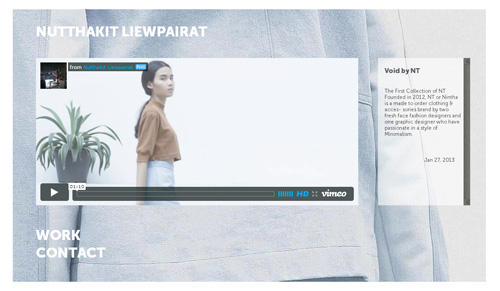 NUTTHAKIT LIEWPAIRAT
from Nutthakit Liewpairat
Void by NT
The First Collection of NT
Founded in 2012, NT or Nintha
is a made to order clothing &
acces- sories brand by two
fresh face fashion designers and
one graphic designer who have
passionate in a style of
Minimalism.
Jan 27, 2013
01:10
HD
vimeo
WORK
CONTACT